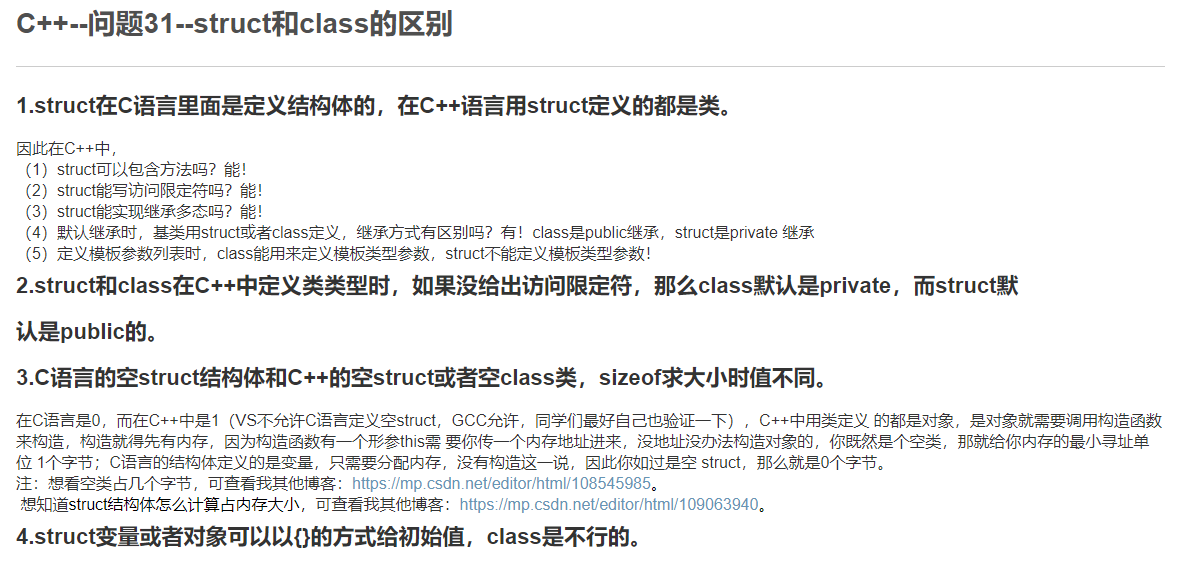 C++--问题31--struct和class的区别
1.struct在C语言里面是定义结构体的，在C++语言用struct定义的都是类。
因此在C++中，
（1）struct可以包含方法吗？能！
（2）struct能写访问限定符吗？能！
（3）struct能实现继承多态吗？能！
（4）默认继承时，基类用struct或者class定义，继承方式有区别吗？有！class是public继承，struct是private 继承
（5）定义模板参数列表时，class能用来定义模板类型参数，struct不能定义模板类型参数！
2.struct和class在C++中定义类类型时，如果没给出访问限定符，那么class默认是private，而struct默
认是public的。
3.C语言的空struct结构体和C++的空struct或者空class类，sizeof求大小时值不同。
在C语言是0，而在C++中是1（VS不允许C语言定义空struct，GCC允许，同学们最好自己也验证一下），C++中用类定义 的都是对象，是对象就需要调用构造函数
来构造，构造就得先有内存，因为构造函数有一个形参this需 要你传一个内存地址进来，没地址没办法构造对象的，你既然是个空类，那就给你内存的最小寻址单
位 1个字节；C语言的结构体定义的是变量，只需要分配内存，没有构造这一说，因此你如过是空 struct，那么就是0个字节。
注：想看空类占几个字节，可查看我其他博客：https://mp.csdn.net/editor/html/108545985。
想知道struct结构体怎么计算占内存大小，可查看我其他博客：https://mp.csdn.net/editor/html/109063940。
4.struct变量或者对象可以以{}的方式给初始值，class是不行的。